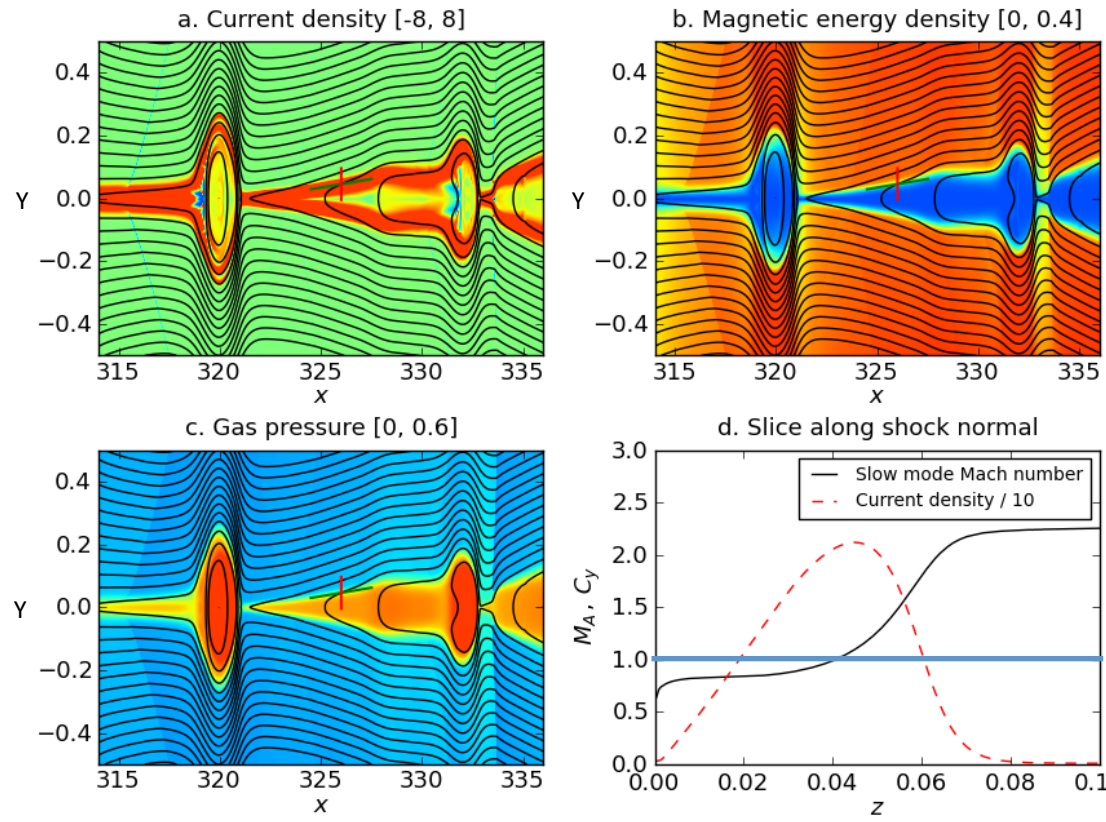 a. Current density [-8, 8]
0.4
0.2
Y
0.0
−0.2
−0.4
315 320 325 330 335
x
b. Magnetic energy density [0, 0.4]
0.4
0.2
Y
0.0
−0.2
−0.4
315 320 325 330 335
x
c. Gas pressure [0, 0.6]
0.4
0.2
Y
0.0
−0.2
−0.4
315 320 325 330 335
x
d. Slice along shock normal
3.0
2.5
2.0
1.5
1.0
0.5
0.0
M_A, C_y
Slow mode Mach number
Current density / 10
0.00 0.02 0.04 0.06 0.08 0.1
z